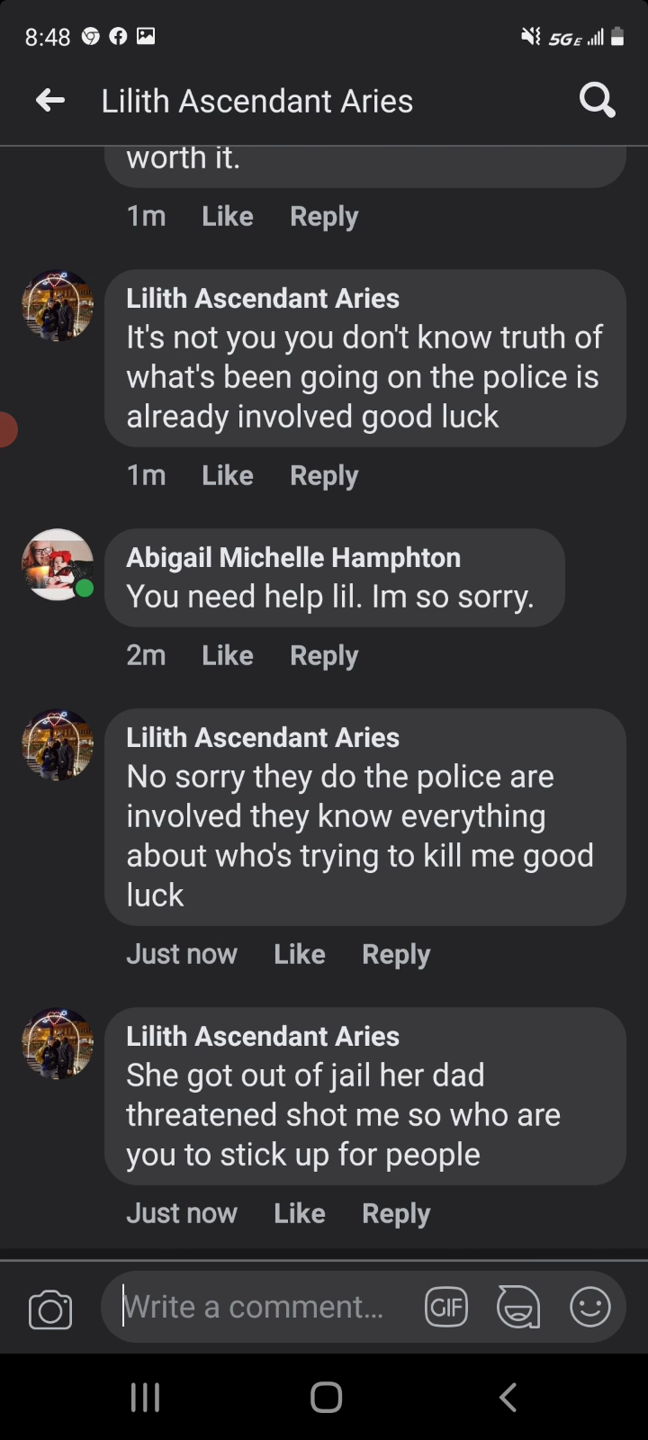 8:48
5GE
Lilith Ascendant Aries
worth it.
1m Like Reply
Lilith Ascendant Aries
It's not you you don't know truth of
what's been going on the police is
already involved good luck
1m Like Reply
Abigail Michelle Hamphton
You need help lil. Im so sorry.
2m Like Reply
Lilith Ascendant Aries
No sorry they do the police are
involved they know everything
about who's trying to kill me good
luck
Just now Like Reply
Lilith Ascendant Aries
She got out of jail her dad
threatened shot me so who are
you to stick up for people
Just now Like Reply
Write a comment...
GIF